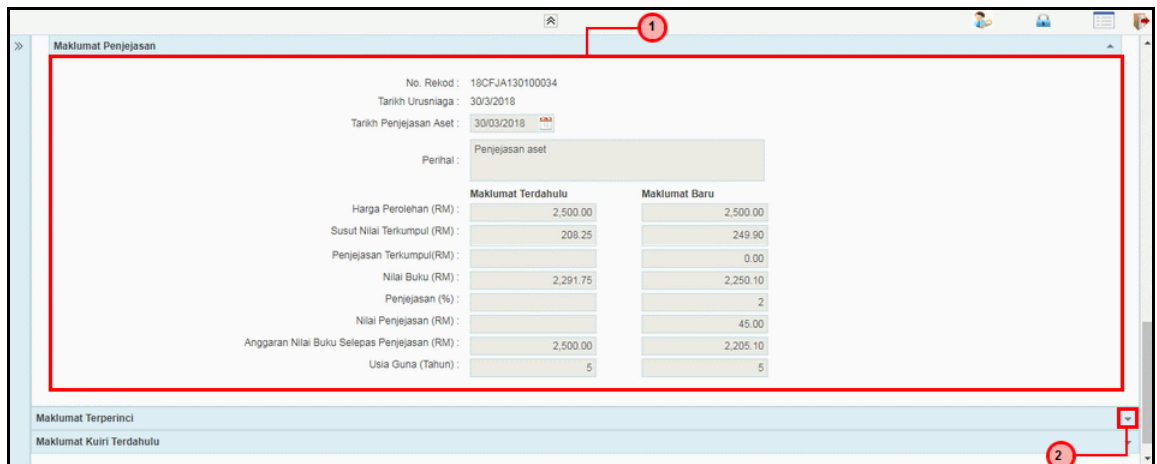 1
Maklumat Penjejasan
No. Rekod : 18CFJA130100034
Tarikh Urusniaga : 30/3/2018
Tarikh Penjejasan Aset : 30/03/2018
Perihal : Penjejasan aset
Maklumat Terdahulu Maklumat Baru
Harga Perolehan (RM) : 2,500.00 2,500.00
Susut Nilai Terkumpul (RM) : 208.25 249.90
Penjejasan Terkumpul(RM) : 0.00
Nilai Buku (RM) : 2,291.75 2,250.10
Penjejasan (%) : 2
Nilai Penjejasan (RM) : 45.00
Anggaran Nilai Buku Selepas Penjejasan (RM) : 2,500.00 2,205.10
Usia Guna (Tahun) : 5 5
Maklumat Terperinci
Maklumat Kuiri Terdahulu
2